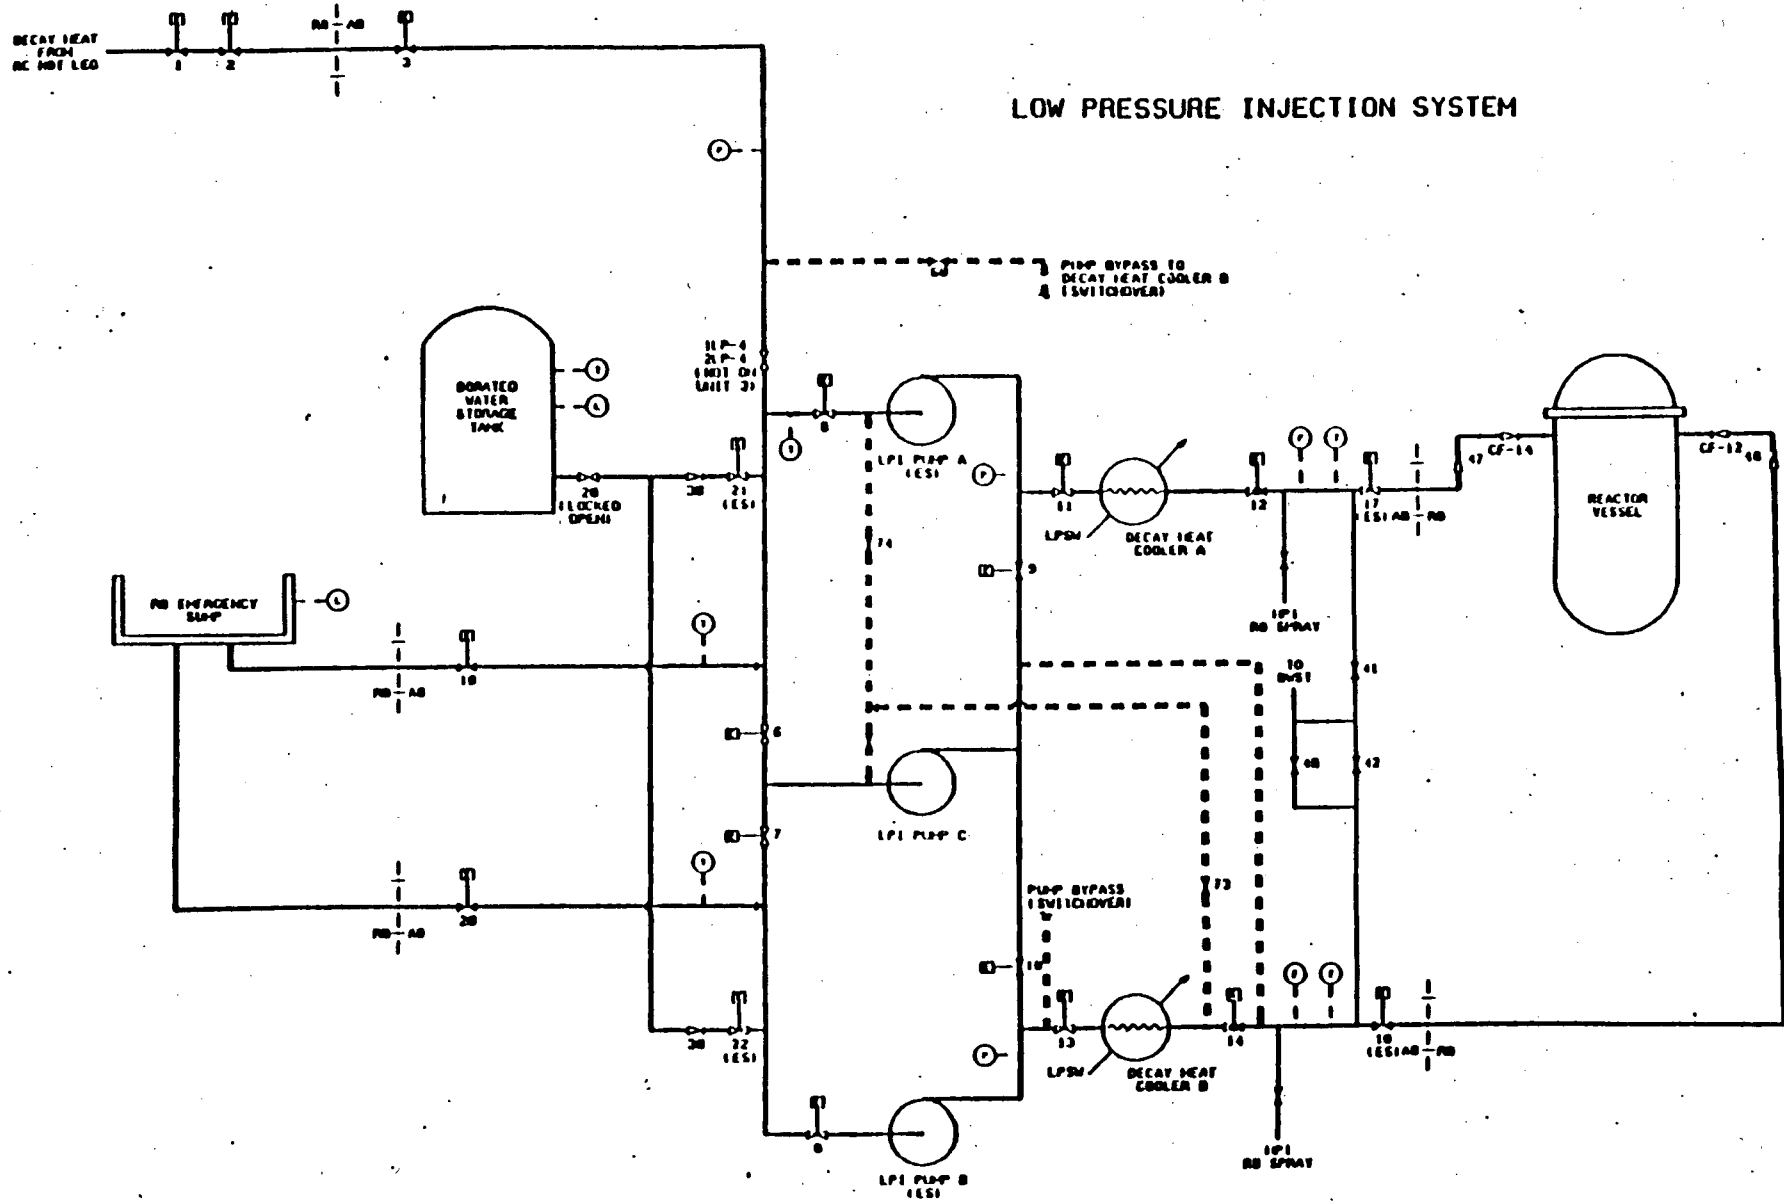 DECAY HEAT
FROM
RC HOT LEG
1
2
RB AB
3
LOW PRESSURE INJECTION SYSTEM
P
PUMP BYPASS TO
DECAY HEAT COOLER B
(SWITCHOVER)
1LP-4
2LP-4
(NOT ON
UNIT 3)
BORATED
WATER
STORAGE
TANK
T
L
28
(LOCKED
OPEN)
21
(ES)
T
LPI PUMP A
(ES)
P
11
LPSW
DECAY HEAT
COOLER A
12
F
T
17
(ES) AB RB
47
CF-14
CF-12
REACTOR
VESSEL
74
9
HPI
RB SPRAY
RB EMERGENCY
SUMP
L
19
RB AB
T
TO
BWST
41
6
42
7
LPI PUMP C
T
20
RB AB
73
PUMP BYPASS
(SWITCHOVER)
10
22
(ES)
13
LPSW
DECAY HEAT
COOLER B
14
(ES) AB RB
P
LPI PUMP B
(ES)
HPI
RB SPRAY